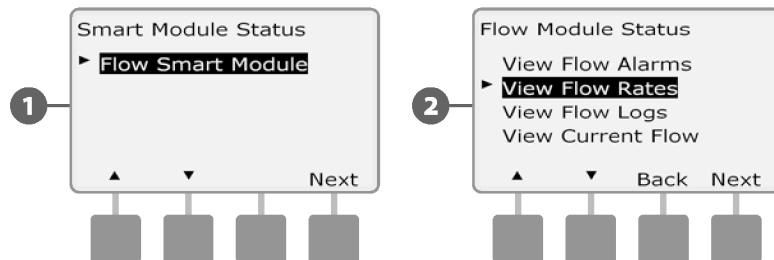 Smart Module Status
► Flow Smart Module
▲ ▼ Next
1
Flow Module Status
View Flow Alarms
► View Flow Rates
View Flow Logs
View Current Flow
▲ ▼ Back Next
2